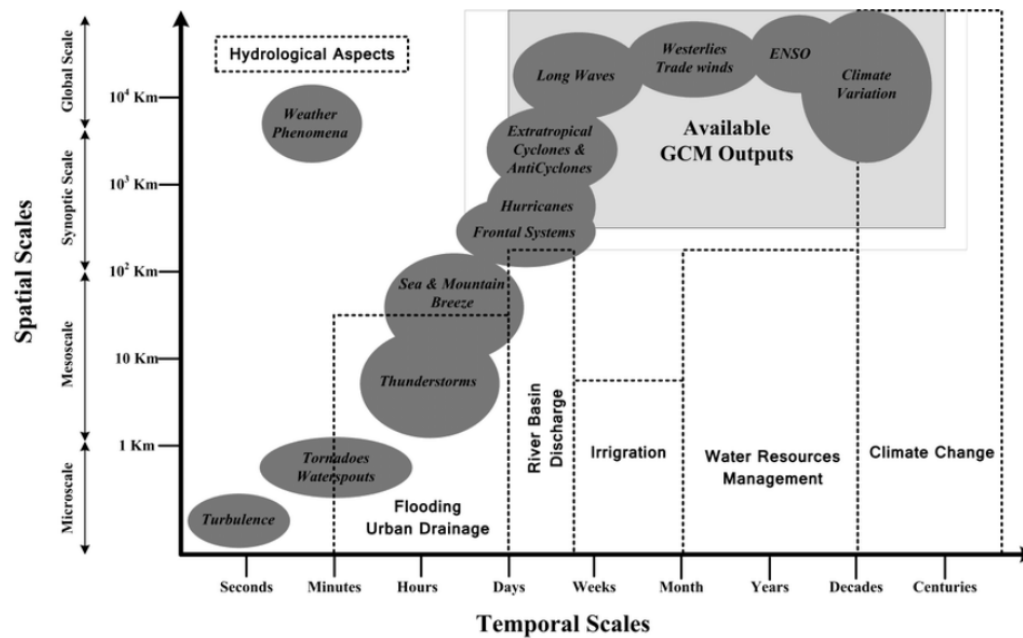 Hydrological Aspects
Weather
Phenomena
Long Waves
Westerlies
Trade winds
ENSO
Climate
Variation
Available
GCM Outputs
Extratropical
Cyclones &
AntiCyclones
Hurricanes
Frontal Systems
Sea & Mountain
Breeze
Thunderstorms
Tornadoes
Waterspouts
Turbulence
Flooding
Urban Drainage
River Basin
Discharge
Irrigration
Water Resources
Management
Climate Change
Spatial Scales
Global Scale
Synoptic Scale
Mesoscale
Microscale
10⁴ Km
10³ Km
10² Km
10 Km
1 Km
Seconds
Minutes
Hours
Days
Weeks
Month
Years
Decades
Centuries
Temporal Scales